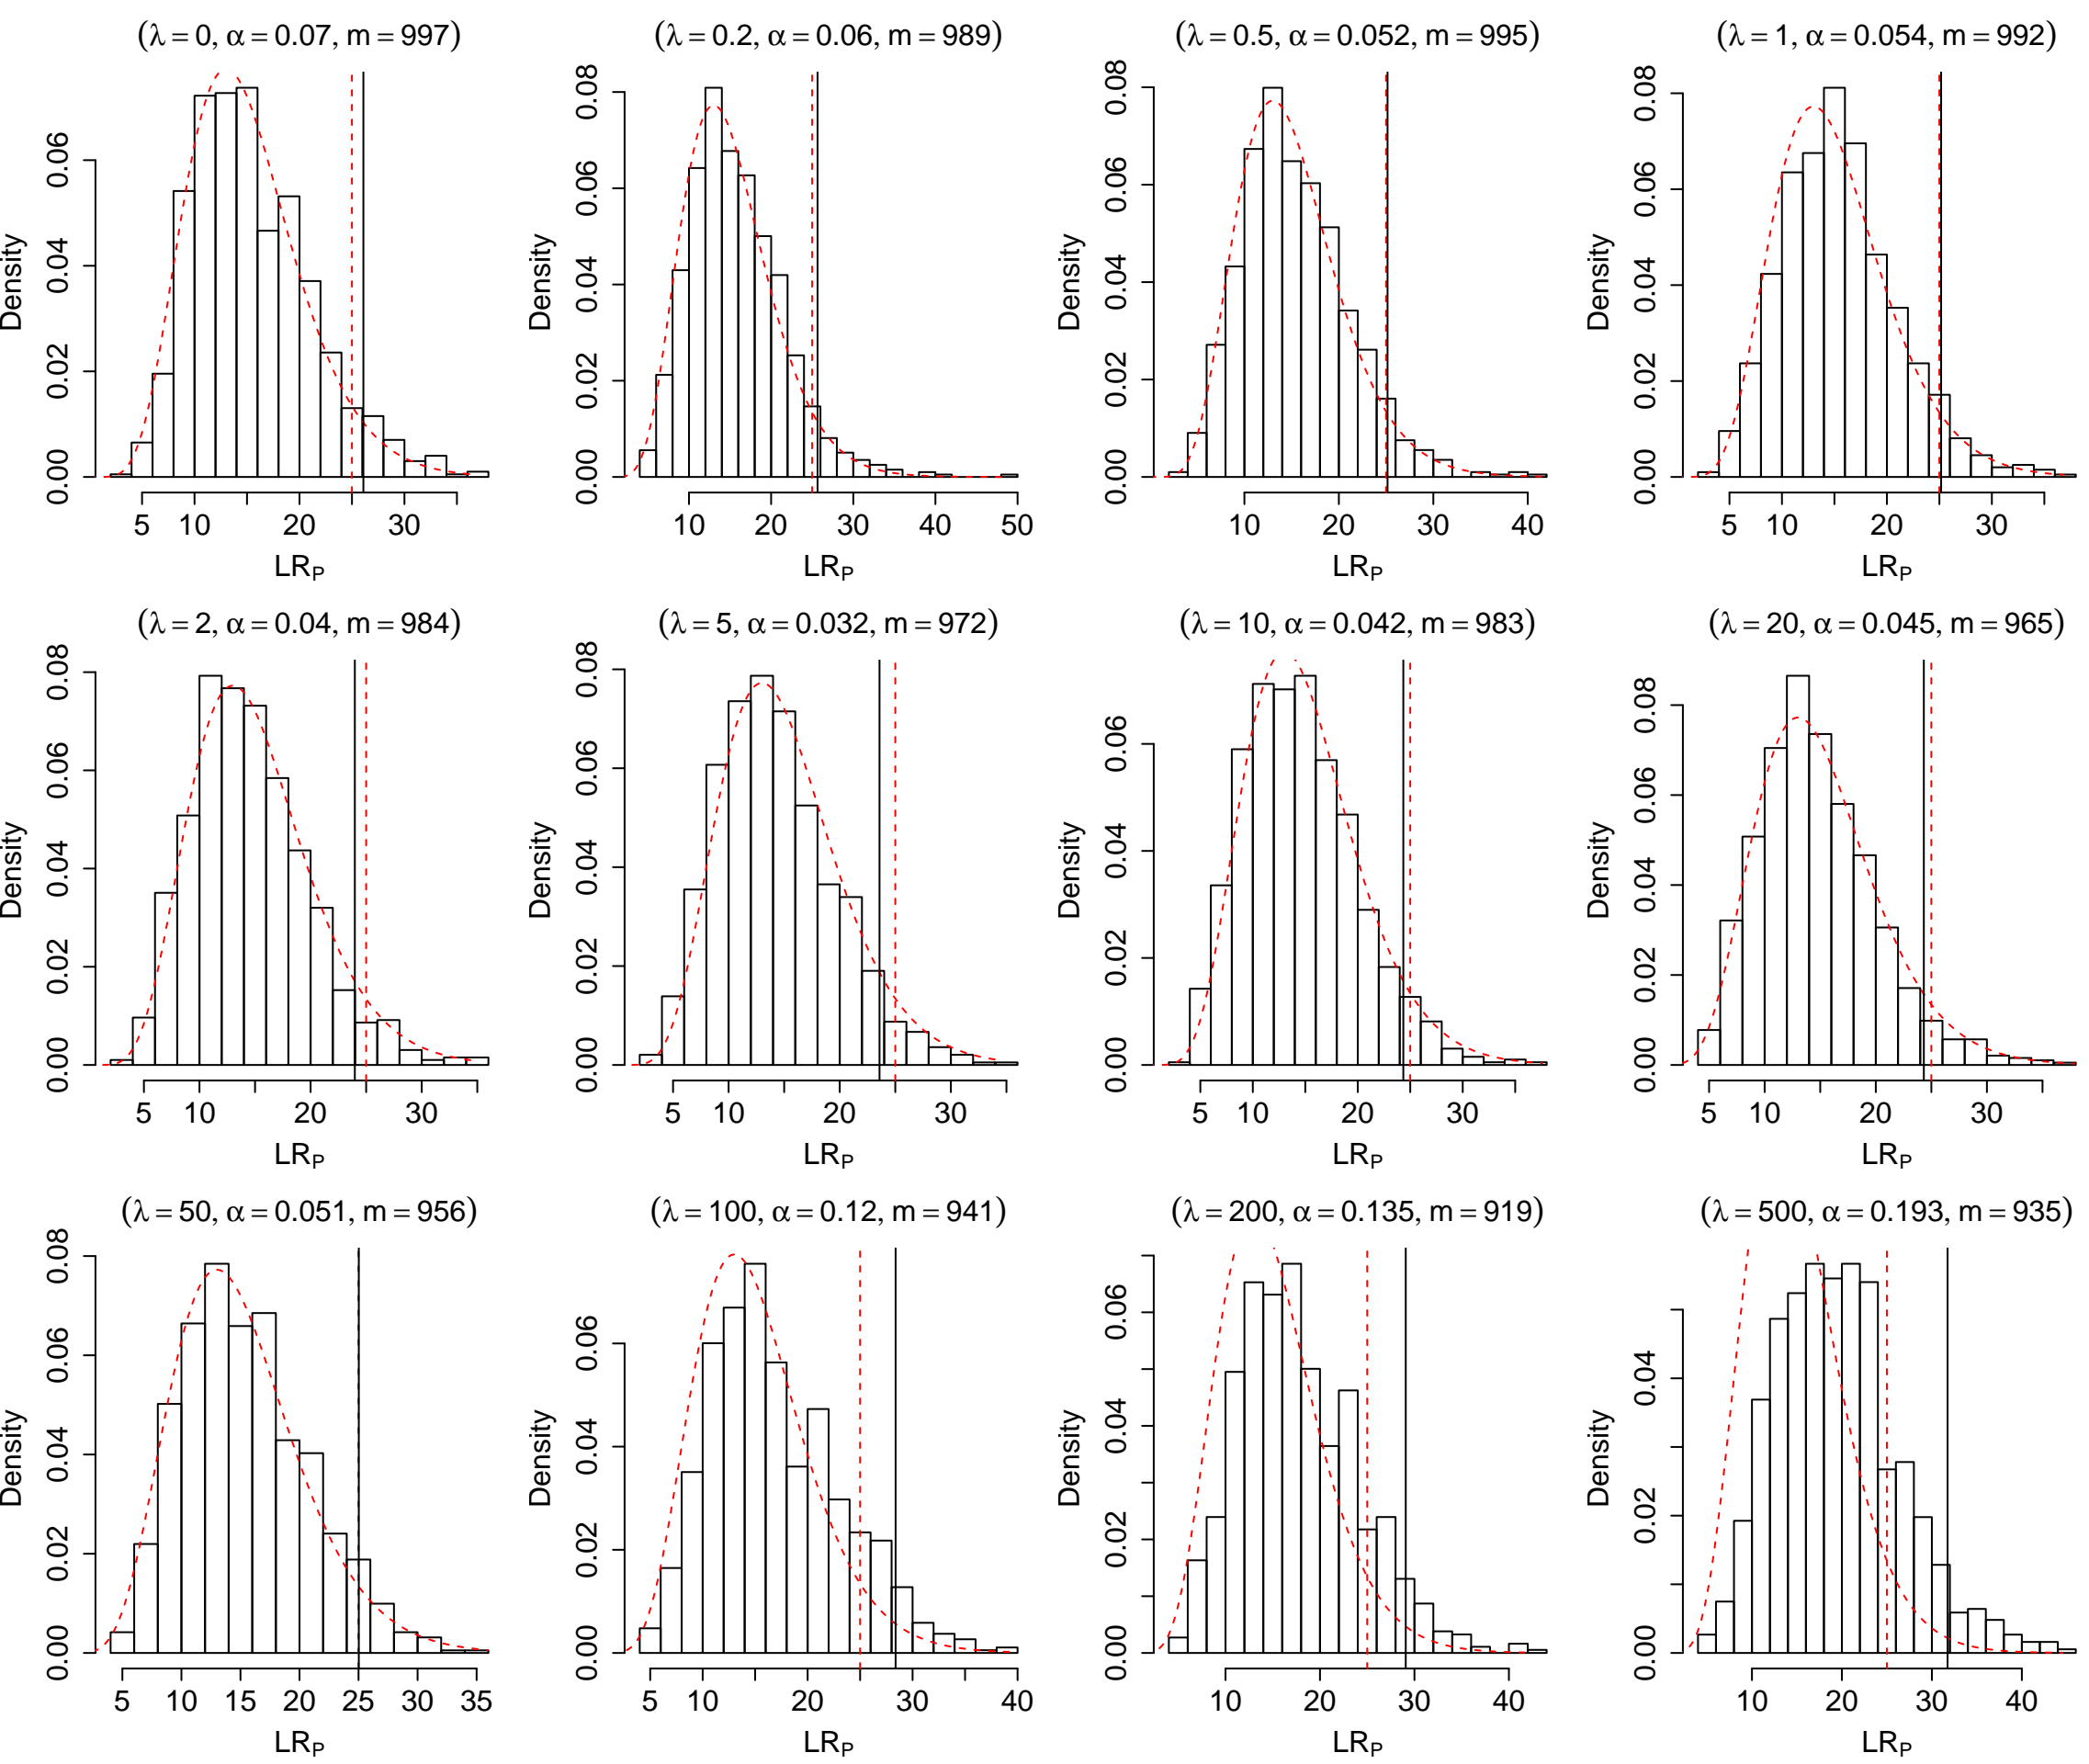 (λ = 0, α = 0.07, m = 997)
Density
0.00 0.02 0.04 0.06
5 10 20 30
LRP
(λ = 0.2, α = 0.06, m = 989)
Density
0.00 0.02 0.04 0.06 0.08
10 20 30 40 50
LRP
(λ = 0.5, α = 0.052, m = 995)
Density
0.00 0.02 0.04 0.06 0.08
10 20 30 40
LRP
(λ = 1, α = 0.054, m = 992)
Density
0.00 0.02 0.04 0.06 0.08
5 10 20 30
LRP
(λ = 2, α = 0.04, m = 984)
Density
0.00 0.02 0.04 0.06 0.08
5 10 20 30
LRP
(λ = 5, α = 0.032, m = 972)
Density
0.00 0.02 0.04 0.06 0.08
5 10 20 30
LRP
(λ = 10, α = 0.042, m = 983)
Density
0.00 0.02 0.04 0.06
5 10 20 30
LRP
(λ = 20, α = 0.045, m = 965)
Density
0.00 0.02 0.04 0.06 0.08
5 10 20 30
LRP
(λ = 50, α = 0.051, m = 956)
Density
0.00 0.02 0.04 0.06 0.08
5 10 15 20 25 30 35
LRP
(λ = 100, α = 0.12, m = 941)
Density
0.00 0.02 0.04 0.06
5 10 20 30 40
LRP
(λ = 200, α = 0.135, m = 919)
Density
0.00 0.02 0.04 0.06
10 20 30 40
LRP
(λ = 500, α = 0.193, m = 935)
Density
0.00 0.02 0.04
10 20 30 40
LRP